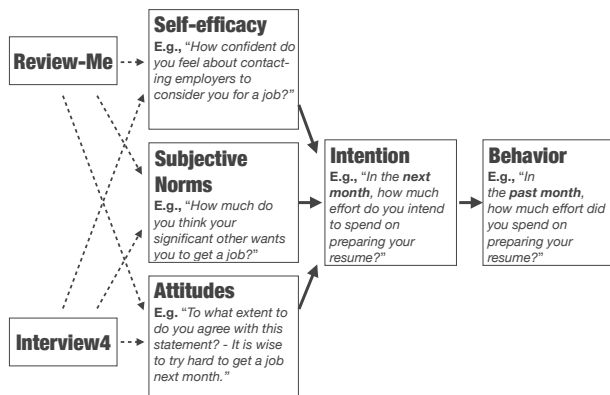 Review-Me
Interview4
Self-efficacy
E.g., “How confident do
you feel about contact-
ing employers to
consider you for a job?”
Subjective
Norms
E.g., “How much do
you think your
significant other wants
you to get a job?”
Attitudes
E.g. “To what extent to
do you agree with this
statement? - It is wise
to try hard to get a job
next month.”
Intention
E.g., “In the next
month, how much
effort do you intend
to spend on
preparing your
resume?”
Behavior
E.g., “In
the past month,
how much effort did
you spend on
preparing your
resume?”